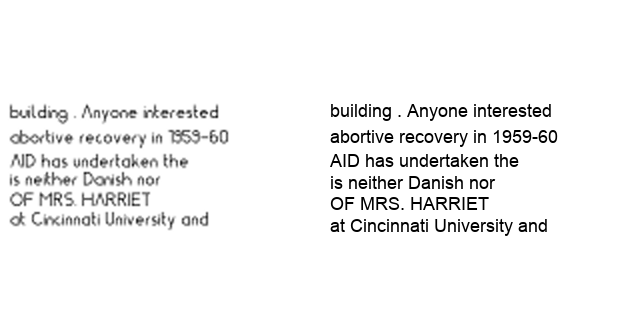 building . Anyone interested
abortive recovery in 1959-60
AID has undertaken the
is neither Danish nor
OF MRS. HARRIET
at Cincinnati University and
building . Anyone interested
abortive recovery in 1959-60
AID has undertaken the
is neither Danish nor
OF MRS. HARRIET
at Cincinnati University and